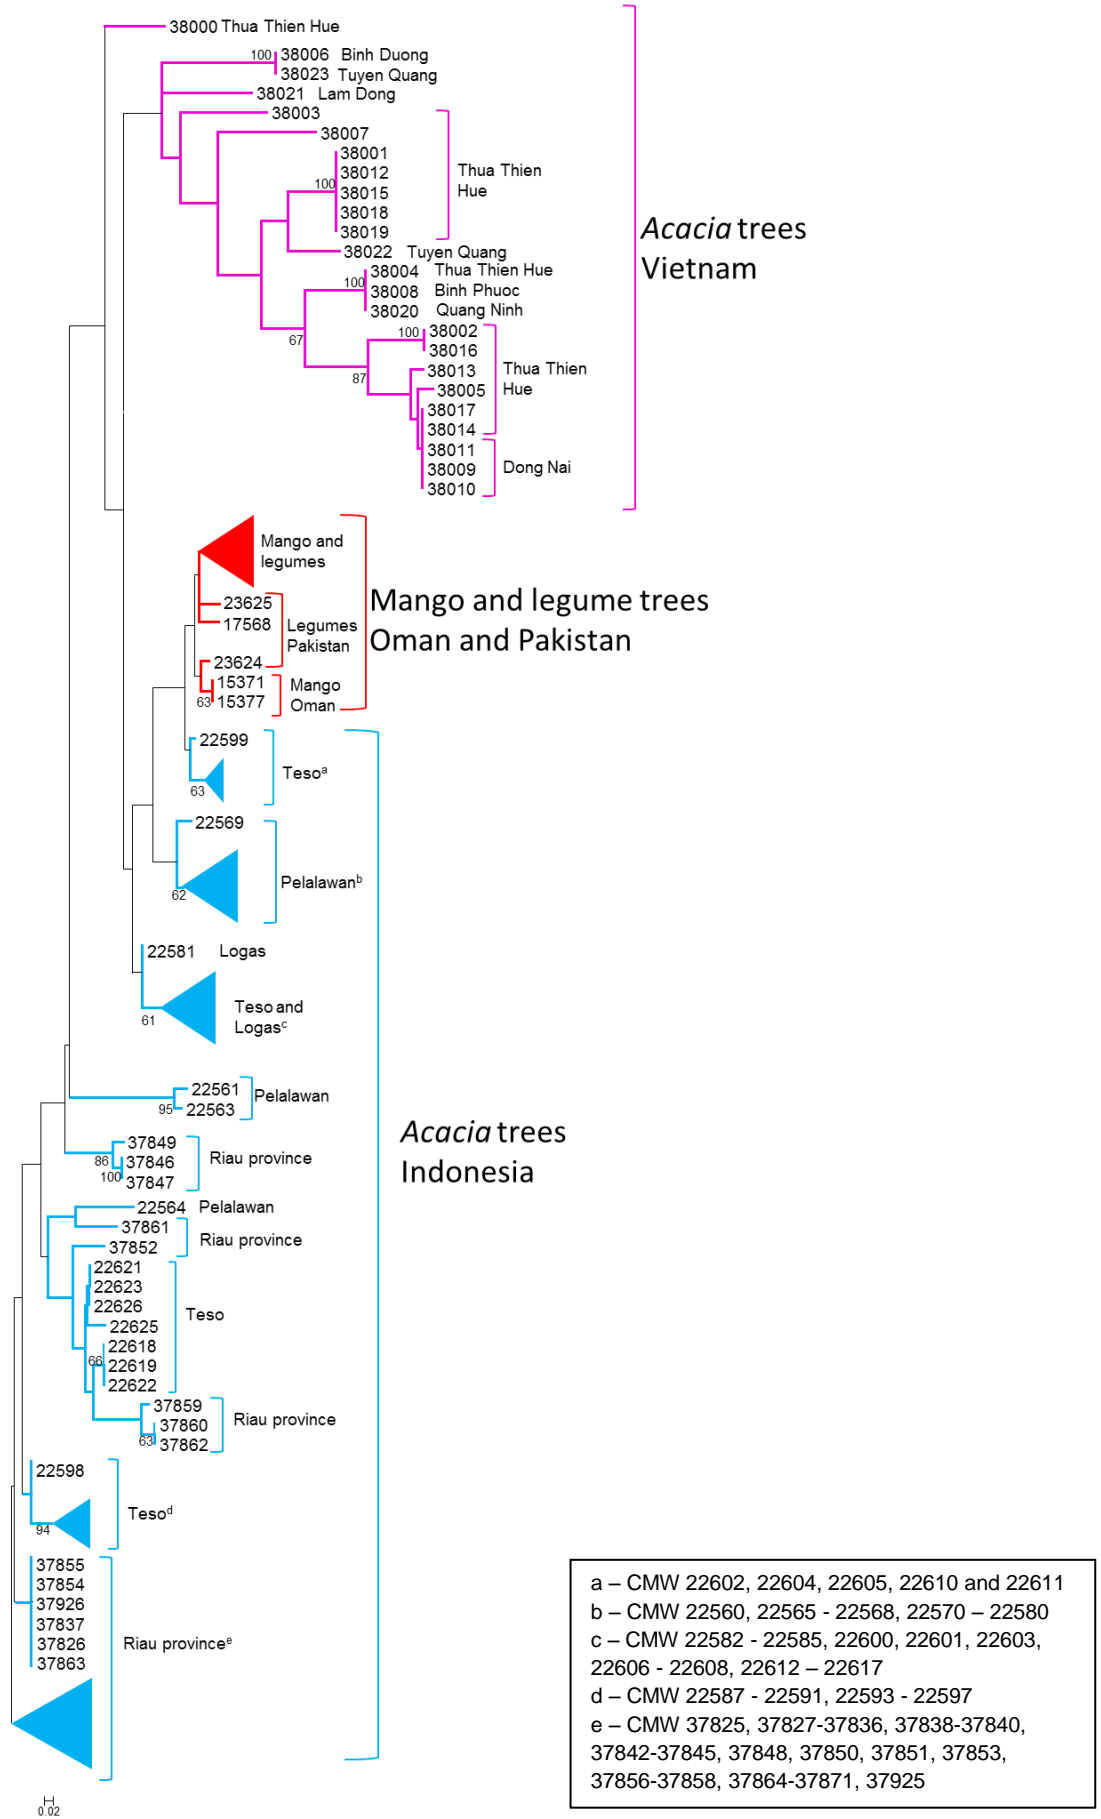 38000 Thua Thien Hue
100
38006 Binh Duong
38023 Tuyen Quang
38021 Lam Dong
38003
38007
38001
38012
100
38015
38018
38019
Thua Thien
Hue
38022 Tuyen Quang
38004 Thua Thien Hue
100
38008 Binh Phuoc
38020 Quang Ninh
67
100
38002
38016
87
38013
38005
38017
38014
Thua Thien
Hue
38011
38009
38010
Dong Nai
Acacia trees
Vietnam
Mango and
legumes
23625
17568
23624
Legumes
Pakistan
15371
63
15377
Mango
Oman
Mango and legume trees
Oman and Pakistan
22599
63
Tesoᵃ
22569
62
Pelalawanᵇ
22581 Logas
61
Teso and
Logasᶜ
22561
95
22563
Pelalawan
37849
86
37846
100
37847
Riau province
22564 Pelalawan
37861
37852
Riau province
22621
22623
22626
22625
22618
66
22619
22622
Teso
37859
37860
63
37862
Riau province
22598
94
Tesoᵈ
37855
37854
37926
37837
37826
37863
Riau provinceᵉ
Acacia trees
Indonesia
0.02
a – CMW 22602, 22604, 22605, 22610 and 22611
b – CMW 22560, 22565 - 22568, 22570 – 22580
c – CMW 22582 - 22585, 22600, 22601, 22603,
22606 - 22608, 22612 – 22617
d – CMW 22587 - 22591, 22593 - 22597
e – CMW 37825, 37827-37836, 37838-37840,
37842-37845, 37848, 37850, 37851, 37853,
37856-37858, 37864-37871, 37925